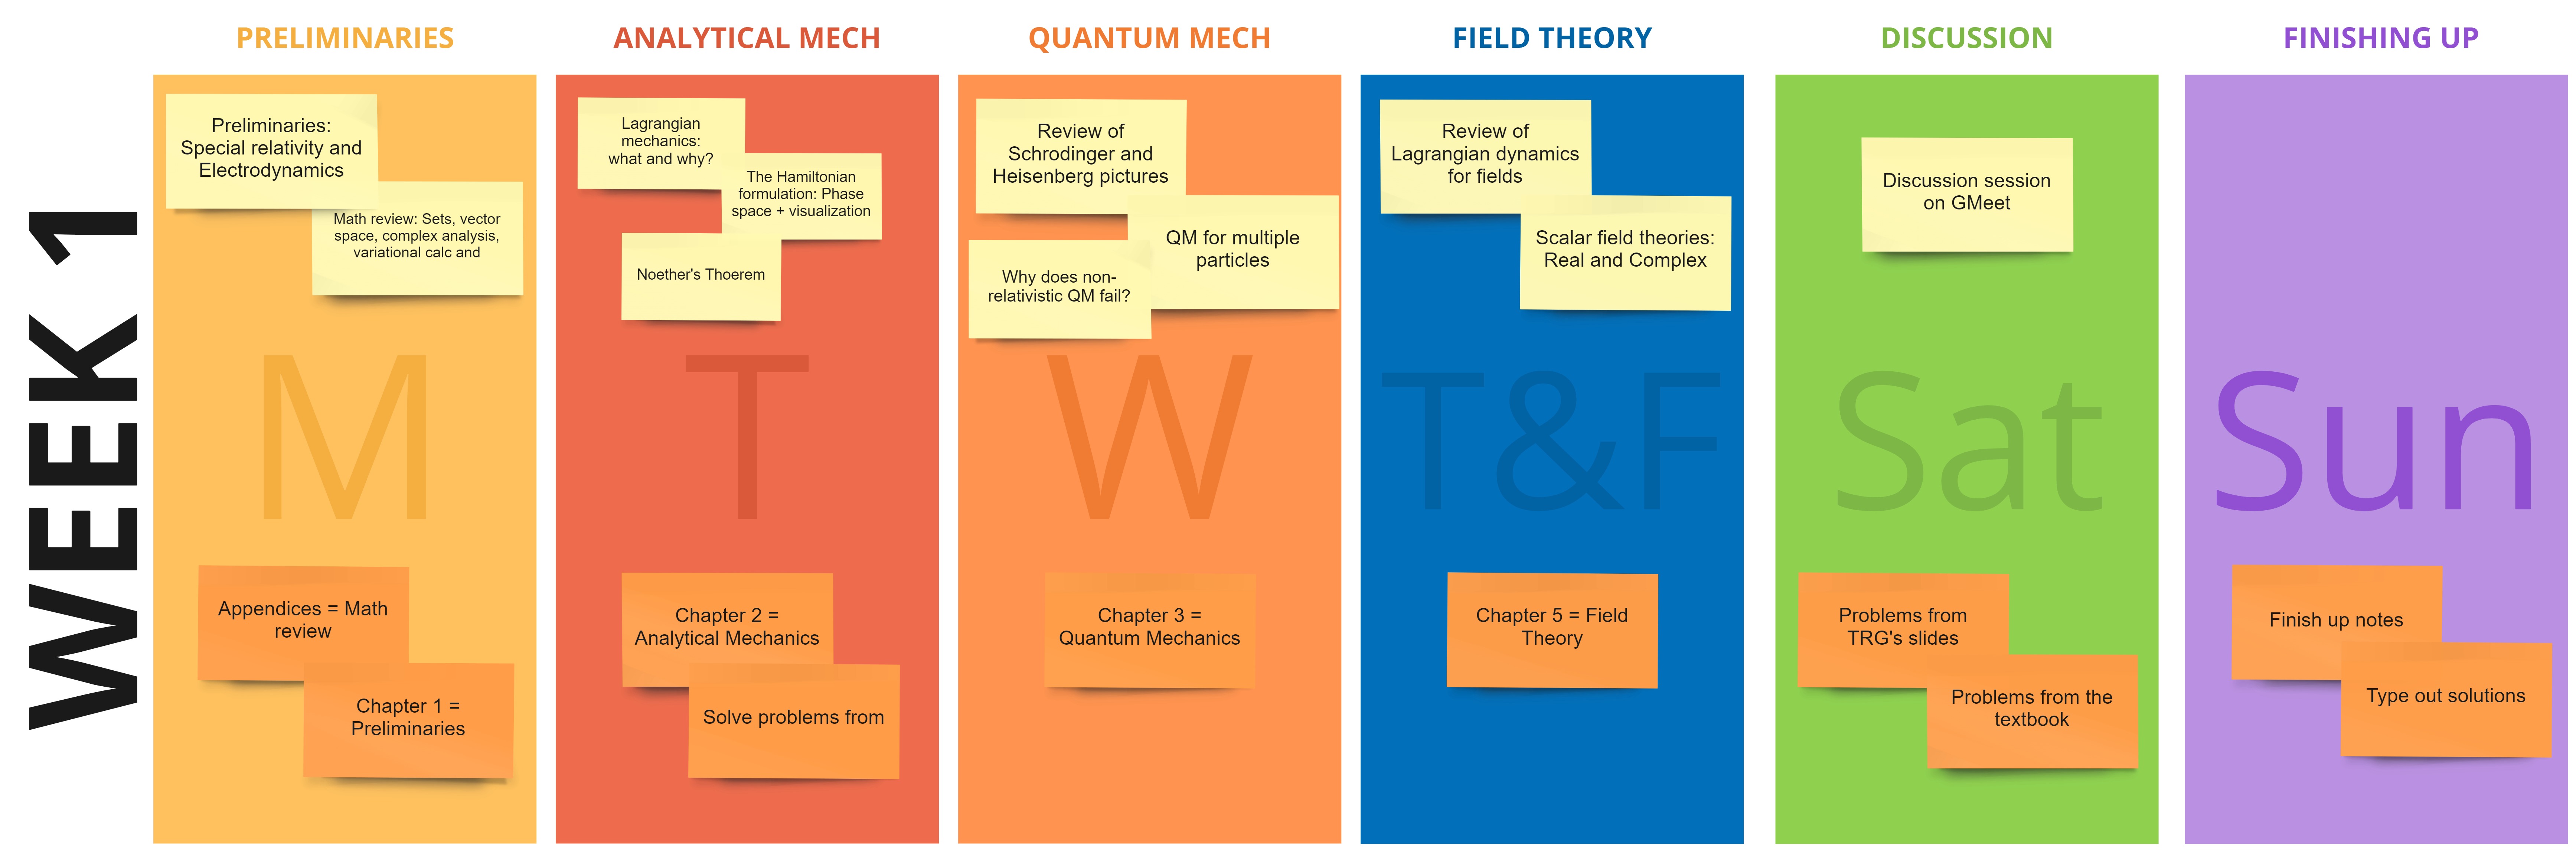 WEEK 1
PRELIMINARIES
Preliminaries:
Special relativity and
Electrodynamics
Math review: Sets, vector
space, complex analysis,
variational calc and
M
Appendices = Math
review
Chapter 1 =
Preliminaries
ANALYTICAL MECH
Lagrangian
mechanics:
what and why?
The Hamiltonian
formulation: Phase
space + visualization
Noether's Thoerem
T
Chapter 2 =
Analytical Mechanics
Solve problems from
QUANTUM MECH
Review of
Schrodinger and
Heisenberg pictures
QM for multiple
particles
Why does non-
relativistic QM fail?
W
Chapter 3 =
Quantum Mechanics
FIELD THEORY
Review of
Lagrangian dynamics
for fields
Scalar field theories:
Real and Complex
T&F
Chapter 5 = Field
Theory
DISCUSSION
Discussion session
on GMeet
Sat
Problems from
TRG's slides
Problems from the
textbook
FINISHING UP
Sun
Finish up notes
Type out solutions